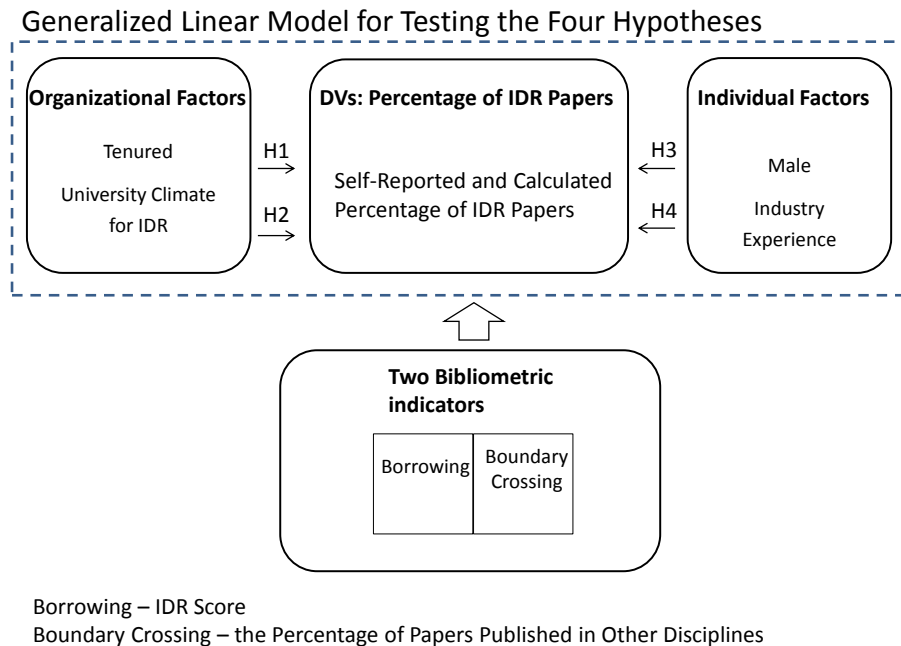 Generalized Linear Model for Testing the Four Hypotheses
Organizational Factors
Tenured
University Climate
for IDR
H1
H2
DVs: Percentage of IDR Papers
Self-Reported and Calculated
Percentage of IDR Papers
H3
H4
Individual Factors
Male
Industry
Experience
Two Bibliometric
indicators
Borrowing
Boundary
Crossing
Borrowing – IDR Score
Boundary Crossing – the Percentage of Papers Published in Other Disciplines